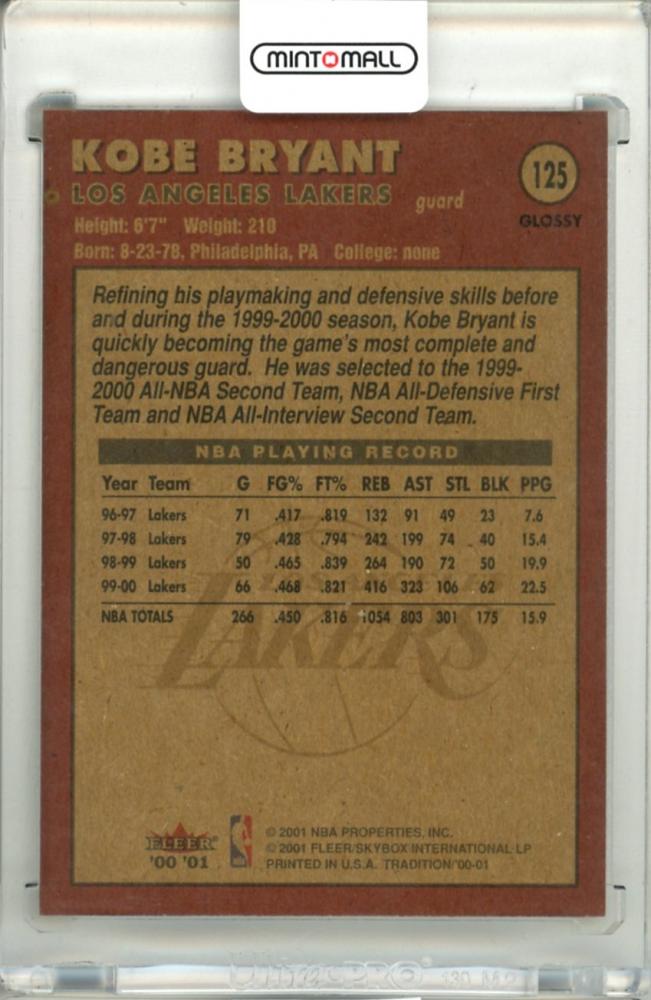 MINTOMALL
KOBE BRYANT
125
LOS ANGELES LAKERS guard
GLOSSY
Height: 6'7" Weight: 210
Born: 8-23-78, Philadelphia, PA College: none
Refining his playmaking and defensive skills before
and during the 1999-2000 season, Kobe Bryant is
quickly becoming the game's most complete and
dangerous guard. He was selected to the 1999-
2000 All-NBA Second Team, NBA All-Defensive First
Team and NBA All-Interview Second Team.
NBA PLAYING RECORD
Year Team G FG% FT% REB AST STL BLK PPG
96-97 Lakers 71 .417 .819 132 91 49 23 7.6
97-98 Lakers 79 .428 .794 242 199 74 40 15.4
98-99 Lakers 50 .465 .839 264 190 72 50 19.9
99-00 Lakers 66 .468 .821 416 323 106 62 22.5
NBA TOTALS 266 .450 .816 1054 803 301 175 15.9
LOS ANGELES
LAKERS
FLEER
'00 '01
© 2001 NBA PROPERTIES, INC.
© 2001 FLEER/SKYBOX INTERNATIONAL LP
PRINTED IN U.S.A. TRADITION/'00-01
Ultra PRO